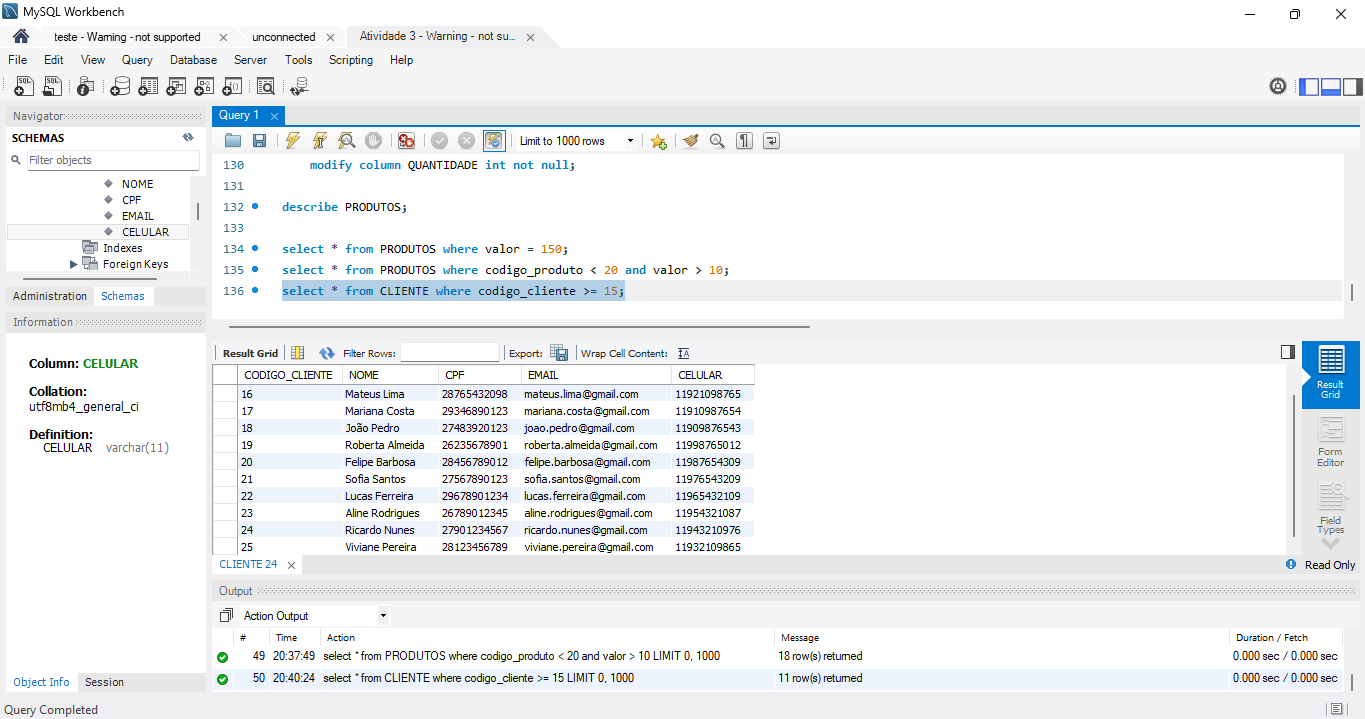 MySQL Workbench
teste - Warning - not supported
unconnected
Atividade 3 - Warning - not su...
File Edit View Query Database Server Tools Scripting Help
Navigator
SCHEMAS
Filter objects
NOME
CPF
EMAIL
CELULAR
Indexes
Foreign Keys
Administration Schemas
Information
Column: CELULAR
Collation:
utf8mb4_general_ci
Definition:
CELULAR varchar(11)
Object Info Session
Query 1
Limit to 1000 rows
130 modify column QUANTIDADE int not null;
131
132 describe PRODUTOS;
133
134 select * from PRODUTOS where valor = 150;
135 select * from PRODUTOS where codigo_produto < 20 and valor > 10;
136 select * from CLIENTE where codigo_cliente >= 15;
Result Grid Filter Rows: Export: Wrap Cell Content:
CODIGO_CLIENTE NOME CPF EMAIL CELULAR
16 Mateus Lima 28765432098 mateus.lima@gmail.com 11921098765
17 Mariana Costa 29346890123 mariana.costa@gmail.com 11910987654
18 João Pedro 27483920123 joao.pedro@gmail.com 11909876543
19 Roberta Almeida 26235678901 roberta.almeida@gmail.com 11998765012
20 Felipe Barbosa 28456789012 felipe.barbosa@gmail.com 11987654309
21 Sofia Santos 27567890123 sofia.santos@gmail.com 11976543209
22 Lucas Ferreira 29678901234 lucas.ferreira@gmail.com 11965432109
23 Aline Rodrigues 26789012345 aline.rodrigues@gmail.com 11954321087
24 Ricardo Nunes 27901234567 ricardo.nunes@gmail.com 11943210976
25 Viviane Pereira 28123456789 viviane.pereira@gmail.com 11932109865
Result
Grid
Form
Editor
Field
Types
CLIENTE 24
Read Only
Output
Action Output
# Time Action Message Duration / Fetch
49 20:37:49 select * from PRODUTOS where codigo_produto < 20 and valor > 10 LIMIT 0, 1000 18 row(s) returned 0.000 sec / 0.000 sec
50 20:40:24 select * from CLIENTE where codigo_cliente >= 15 LIMIT 0, 1000 11 row(s) returned 0.000 sec / 0.000 sec
Query Completed